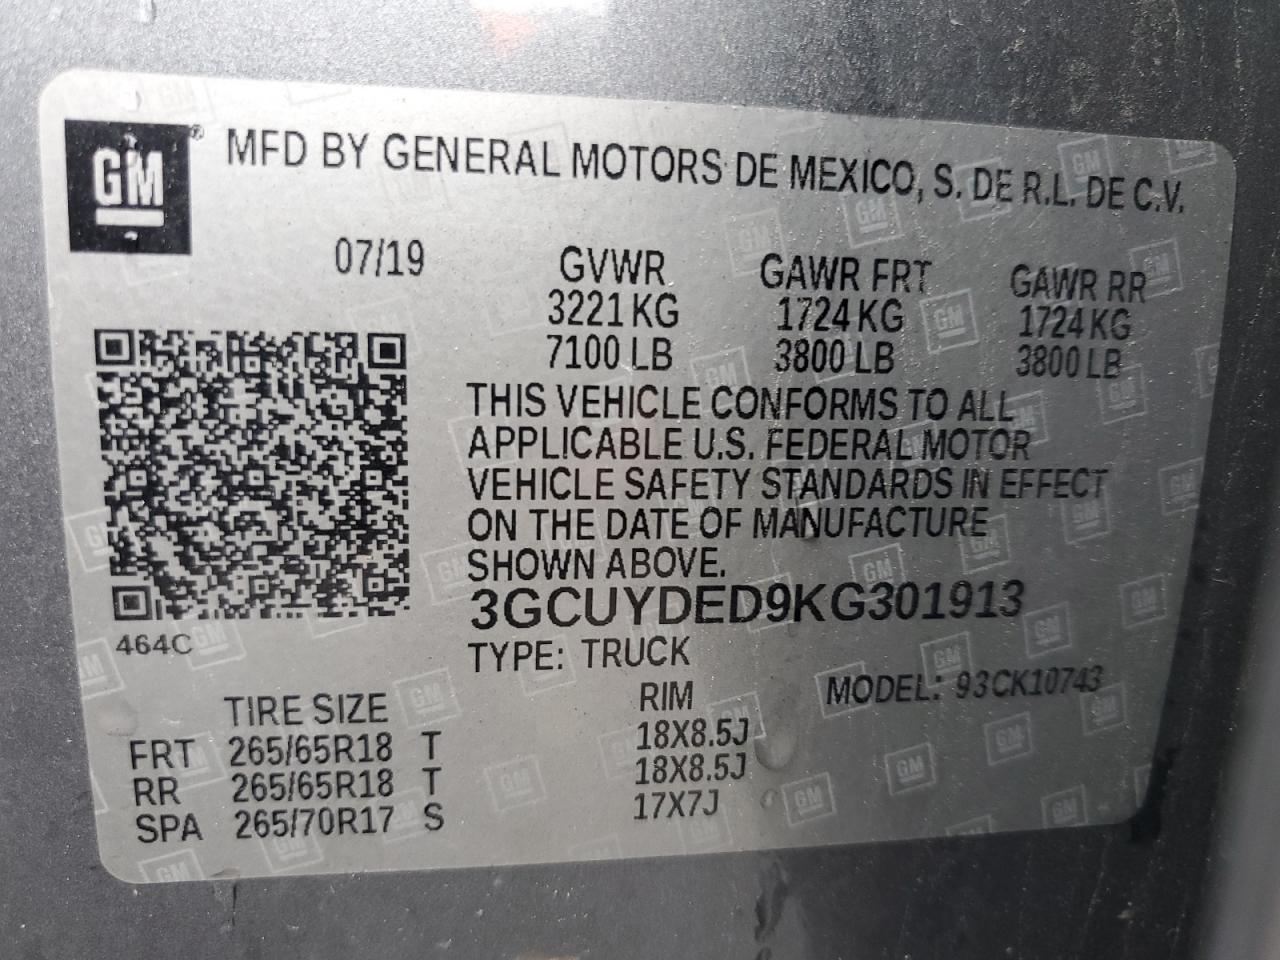 GM® MFD BY GENERAL MOTORS DE MEXICO, S. DE R.L. DE C.V.
07/19 GVWR GAWR FRT GAWR RR
3221 KG 1724 KG 1724 KG
7100 LB 3800 LB 3800 LB
THIS VEHICLE CONFORMS TO ALL
APPLICABLE U.S. FEDERAL MOTOR
VEHICLE SAFETY STANDARDS IN EFFECT
ON THE DATE OF MANUFACTURE
SHOWN ABOVE.
3GCUYDED9KG301913
464C
TYPE: TRUCK MODEL: 93CK10743
TIRE SIZE RIM
FRT 265/65R18 T 18X8.5J
RR 265/65R18 T 18X8.5J
SPA 265/70R17 S 17X7J